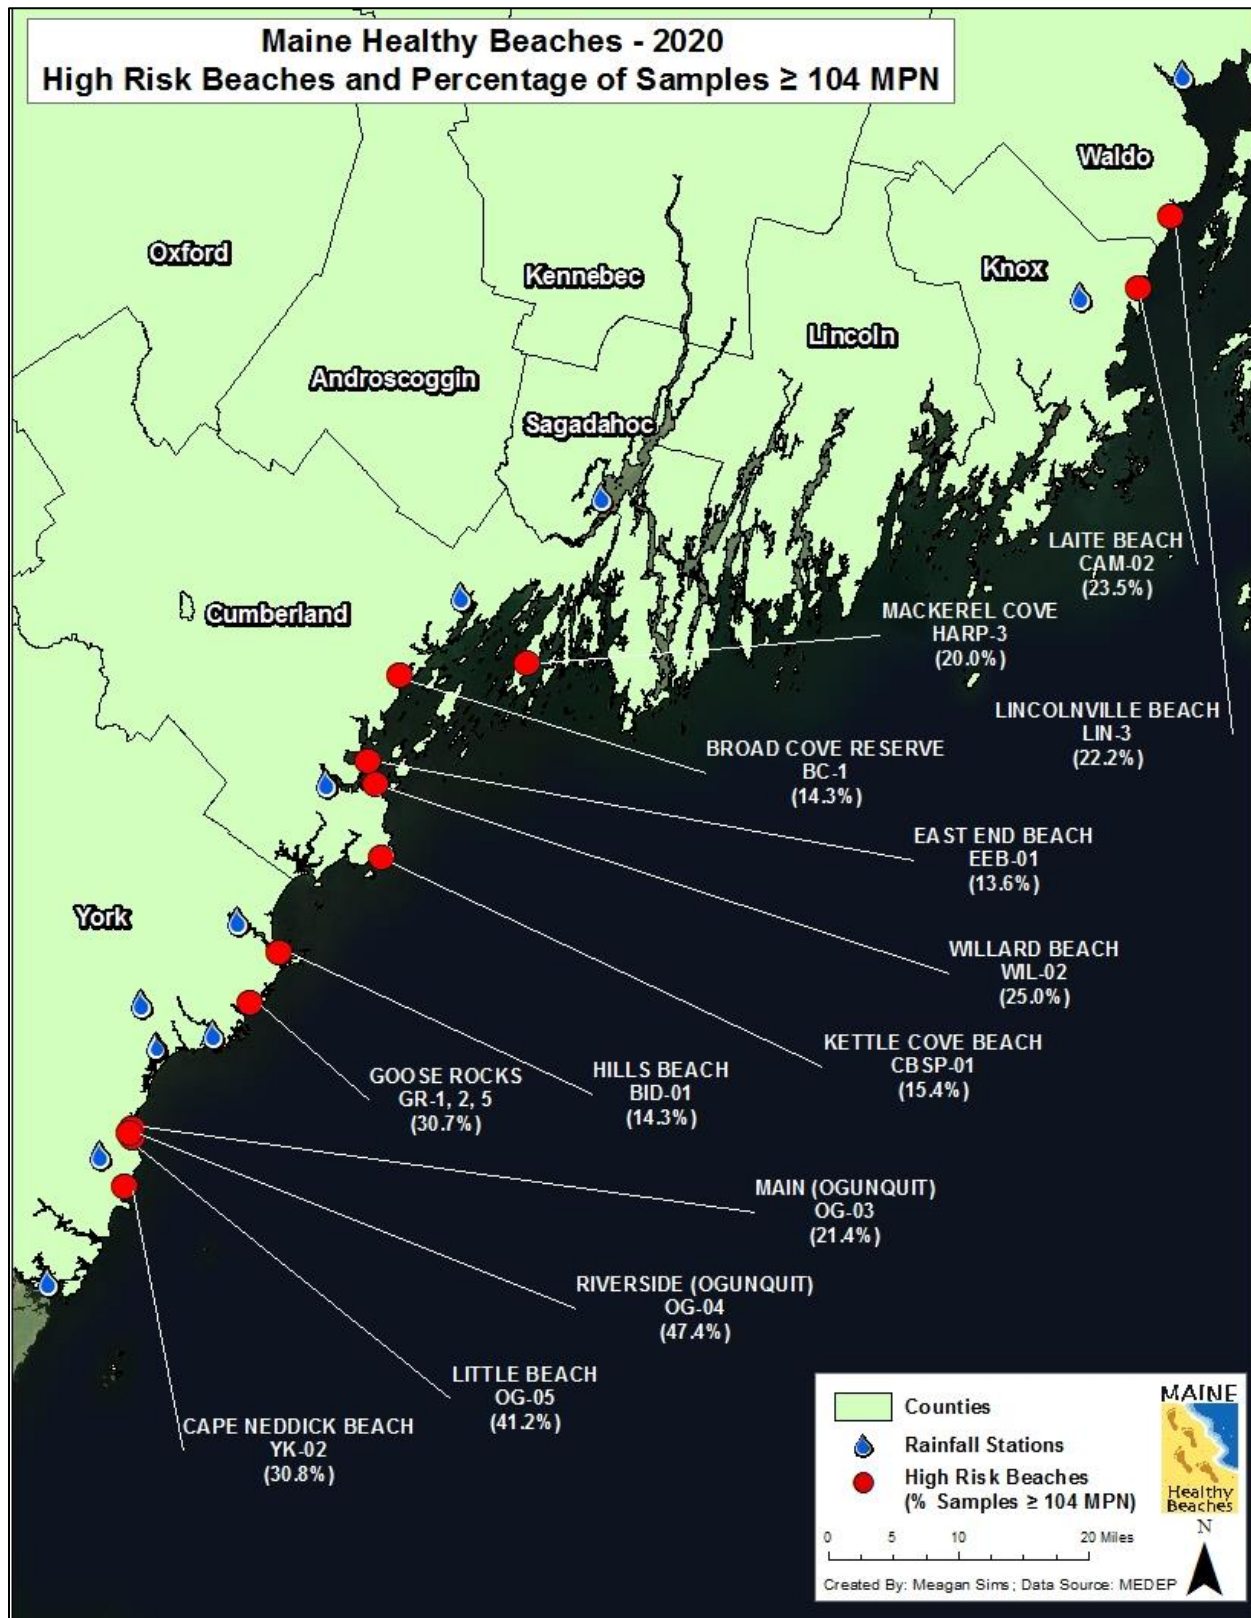 Maine Healthy Beaches - 2020
High Risk Beaches and Percentage of Samples ≥ 104 MPN
Waldo
Oxford
Kennebec
Knox
Lincoln
Androscoggin
Sagadahoc
Cumberland
York
LAITE BEACH
CAM-02
(23.5%)
MACKEREL COVE
HARP-3
(20.0%)
LINCOLNVILLE BEACH
LIN-3
(22.2%)
BROAD COVE RESERVE
BC-1
(14.3%)
EAST END BEACH
EEB-01
(13.6%)
WILLARD BEACH
WIL-02
(25.0%)
KETTLE COVE BEACH
CBSP-01
(15.4%)
HILLS BEACH
BID-01
(14.3%)
GOOSE ROCKS
GR-1, 2, 5
(30.7%)
MAIN (OGUNQUIT)
OG-03
(21.4%)
RIVERSIDE (OGUNQUIT)
OG-04
(47.4%)
LITTLE BEACH
OG-05
(41.2%)
CAPE NEDDICK BEACH
YK-02
(30.8%)
Counties
Rainfall Stations
High Risk Beaches
(% Samples ≥ 104 MPN)
MAINE
Healthy
Beaches
N
0 5 10 20 Miles
Created By: Meagan Sims; Data Source: MEDEP